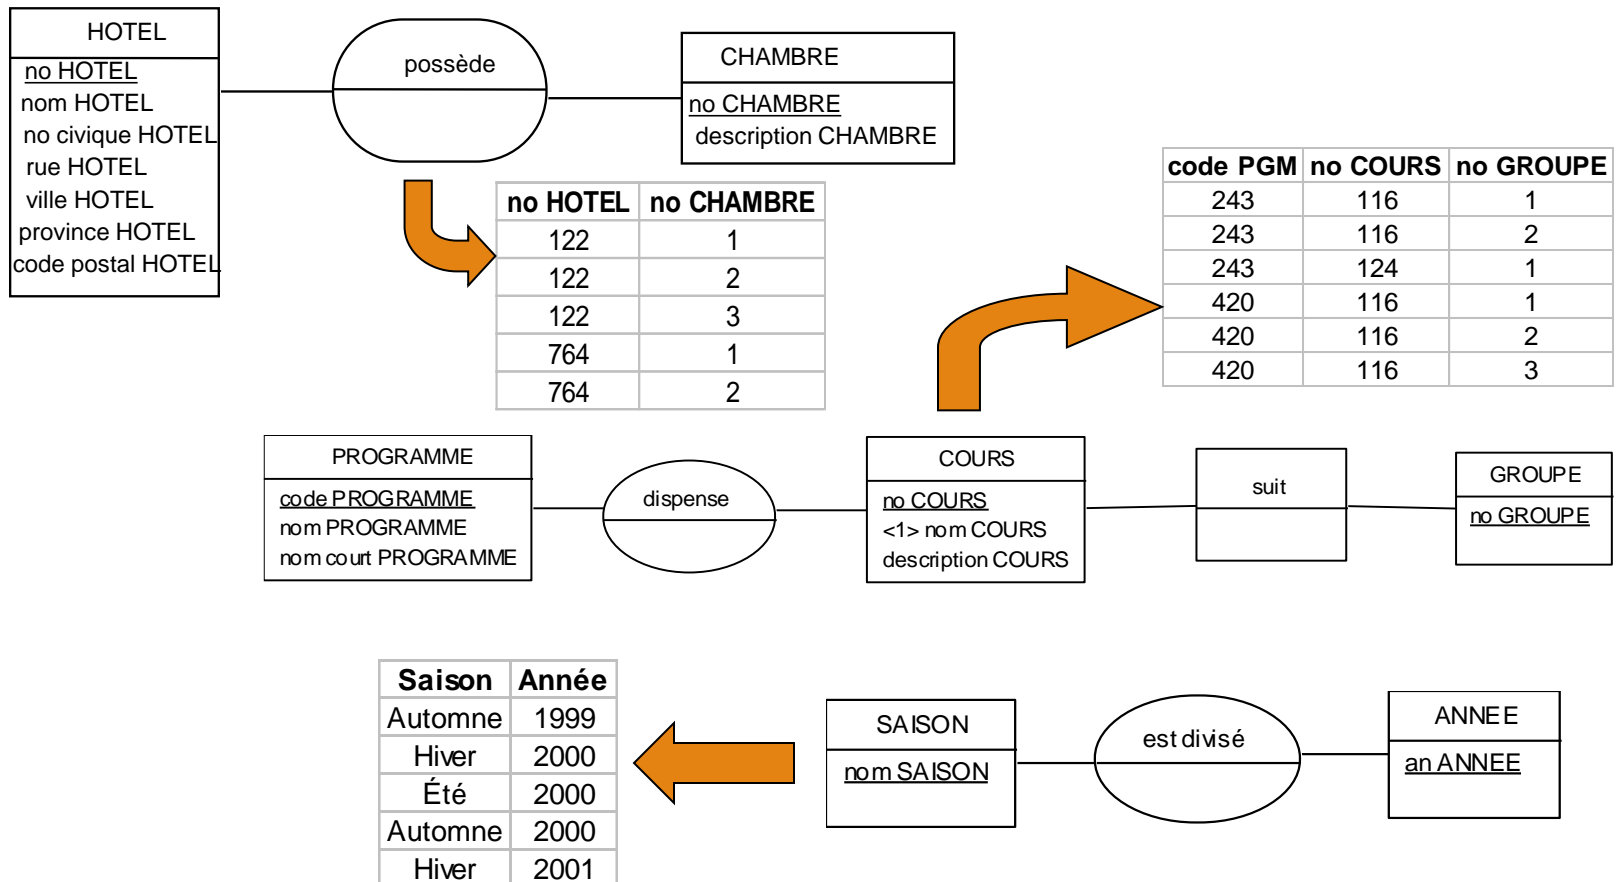 HOTEL
no HOTEL
nom HOTEL
no civique HOTEL
rue HOTEL
ville HOTEL
province HOTEL
code postal HOTEL
possède
CHAMBRE
no CHAMBRE
description CHAMBRE
no HOTEL no CHAMBRE
122 1
122 2
122 3
764 1
764 2
code PGM no COURS no GROUPE
243 116 1
243 116 2
243 124 1
420 116 1
420 116 2
420 116 3
PROGRAMME
code PROGRAMME
nom PROGRAMME
nom court PROGRAMME
dispense
COURS
no COURS
<1> nom COURS
description COURS
suit
GROUPE
no GROUPE
Saison Année
Automne 1999
Hiver 2000
Été 2000
Automne 2000
Hiver 2001
SAISON
nom SAISON
est divisé
ANNEE
an ANNEE